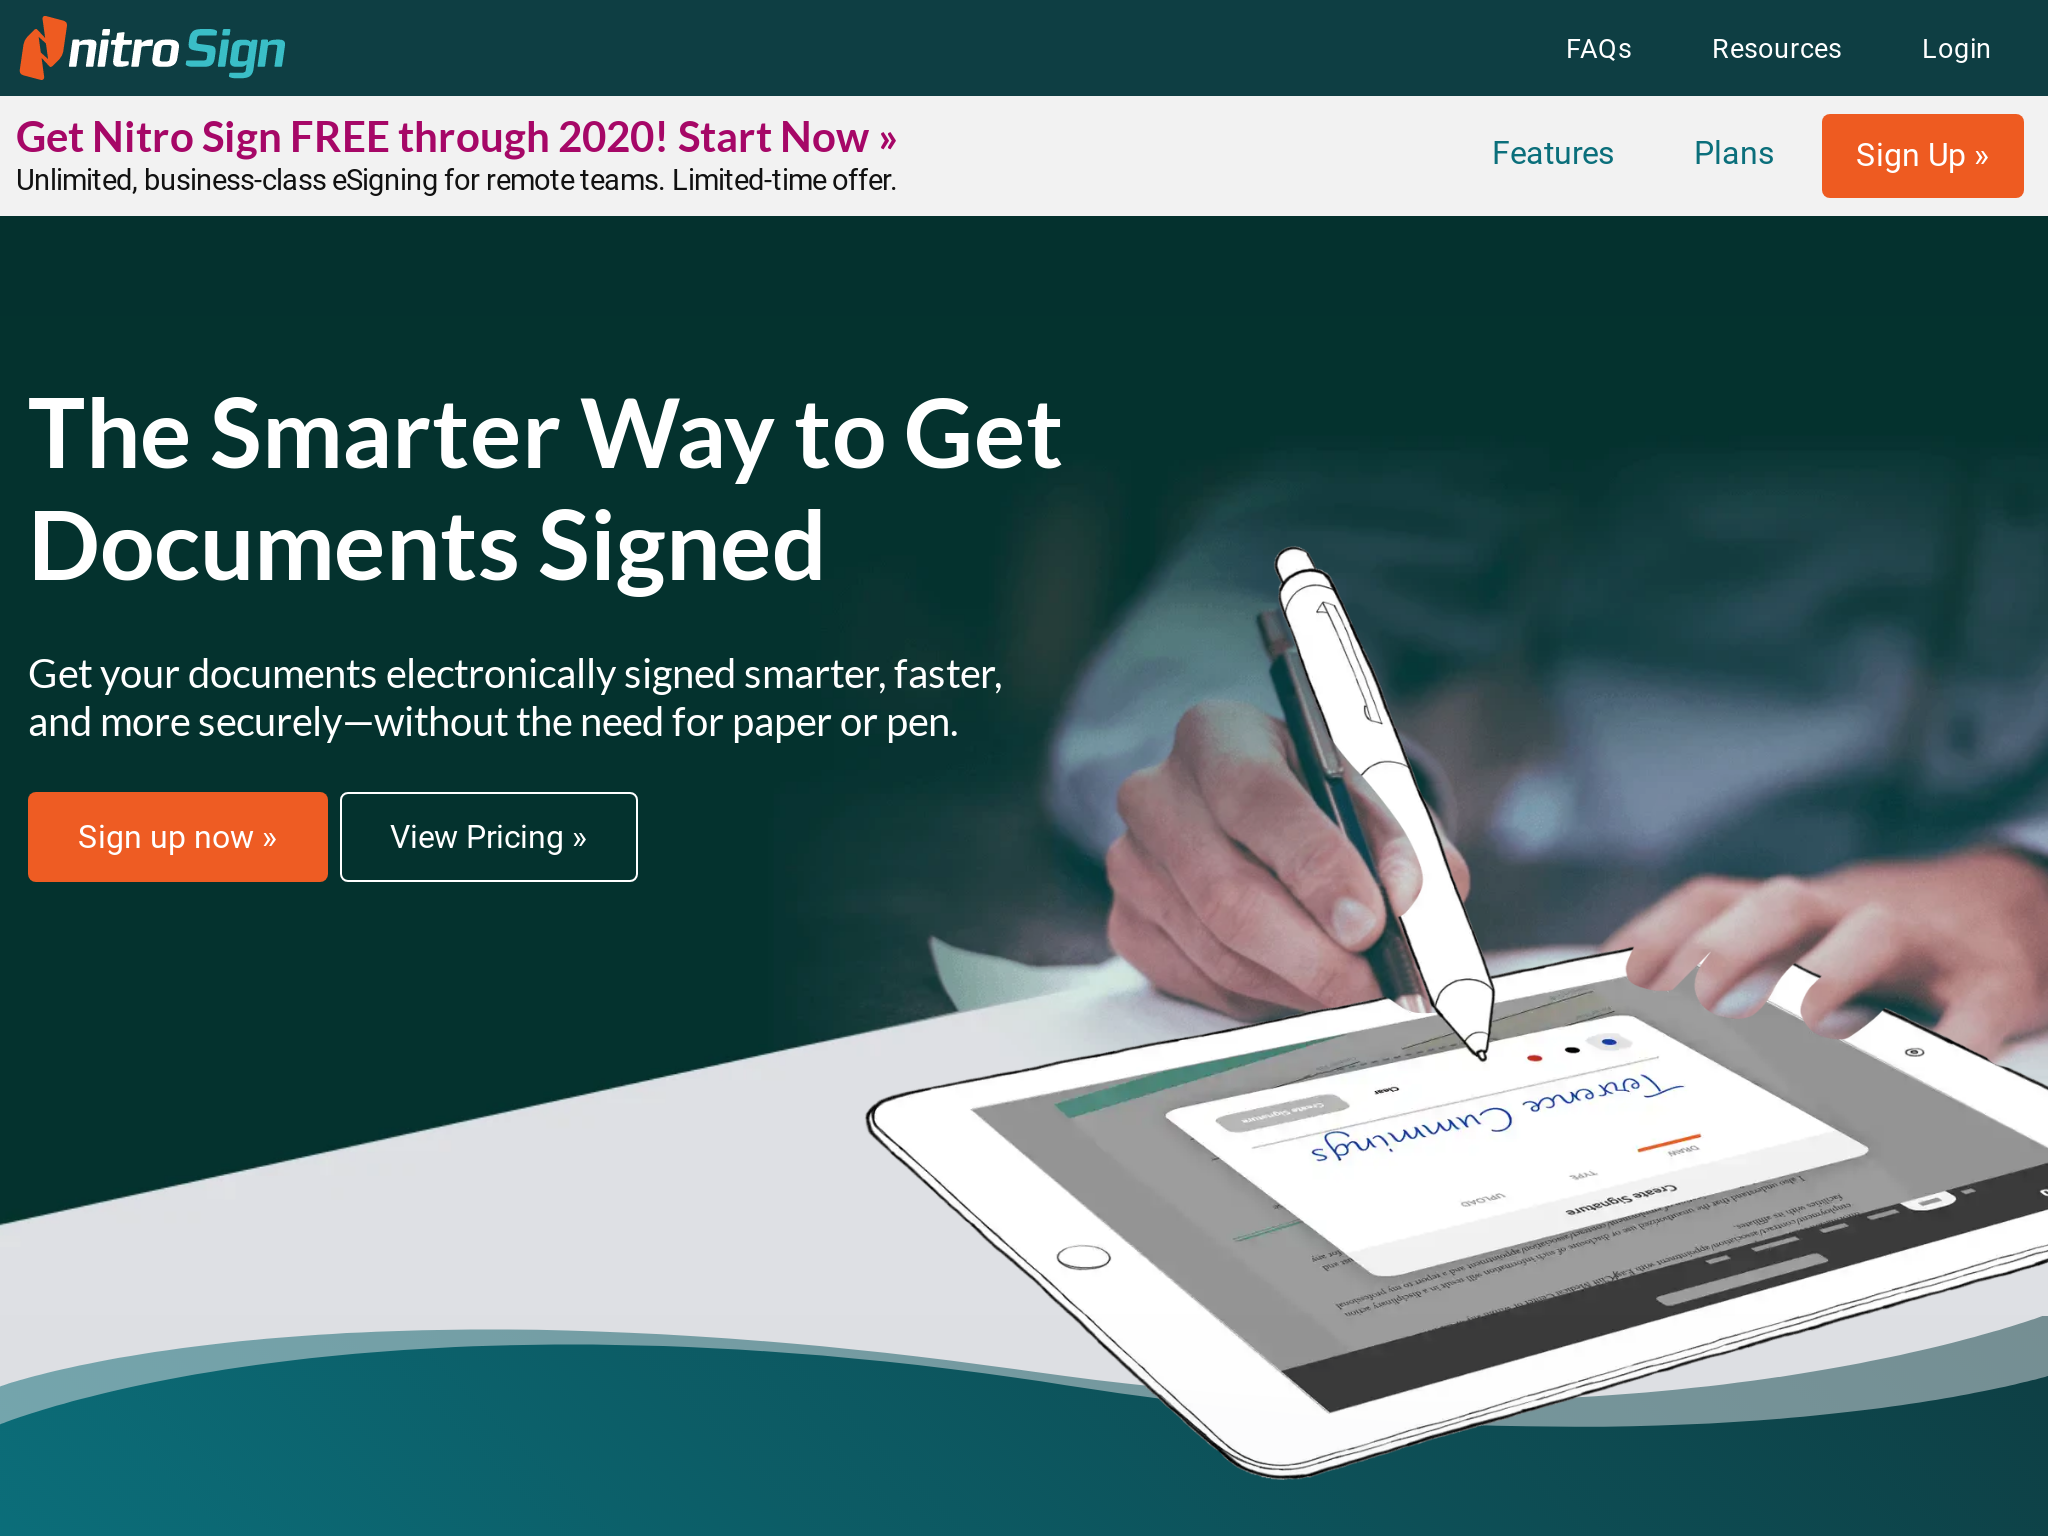 nitro Sign
FAQs
Resources
Login
Get Nitro Sign FREE through 2020! Start Now »
Unlimited, business-class eSigning for remote teams. Limited-time offer.
Features
Plans
Sign Up »
The Smarter Way to Get
Documents Signed
Get your documents electronically signed smarter, faster,
and more securely—without the need for paper or pen.
Sign up now »
View Pricing »
Create Signature
UPLOAD
TYPE
DRAW
Terrence Cummings
Clear
Create Signature